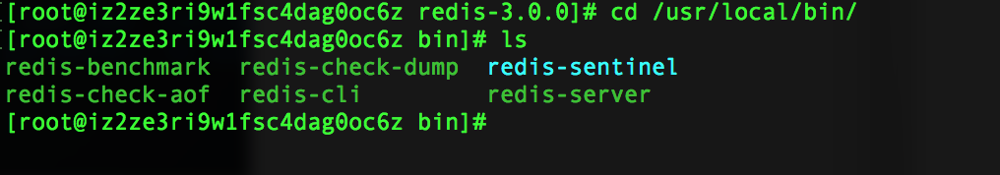 [root@iz2ze3ri9w1fsc4dag0oc6z redis-3.0.0]# cd /usr/local/bin/
[root@iz2ze3ri9w1fsc4dag0oc6z bin]# ls
redis-benchmark  redis-check-dump  redis-sentinel
redis-check-aof  redis-cli         redis-server
[root@iz2ze3ri9w1fsc4dag0oc6z bin]#